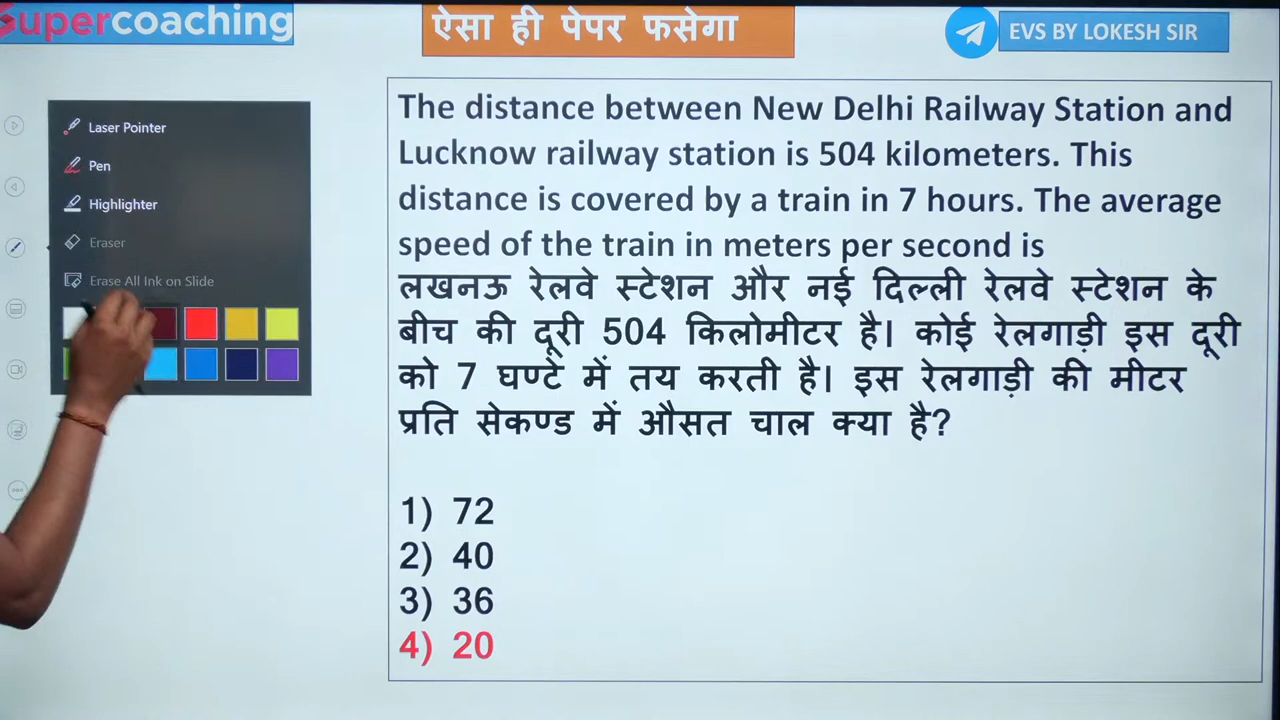 Supercoaching
ऐसा ही पेपर फसेगा
EVS BY LOKESH SIR
Laser Pointer
Pen
Highlighter
Eraser
Erase All Ink on Slide
The distance between New Delhi Railway Station and
Lucknow railway station is 504 kilometers. This
distance is covered by a train in 7 hours. The average
speed of the train in meters per second is
लखनऊ रेलवे स्टेशन और नई दिल्ली रेलवे स्टेशन के
बीच की दूरी 504 किलोमीटर है। कोई रेलगाड़ी इस दूरी
को 7 घण्टे में तय करती है। इस रेलगाड़ी की मीटर
प्रति सेकण्ड में औसत चाल क्या है?
1) 72
2) 40
3) 36
4) 20